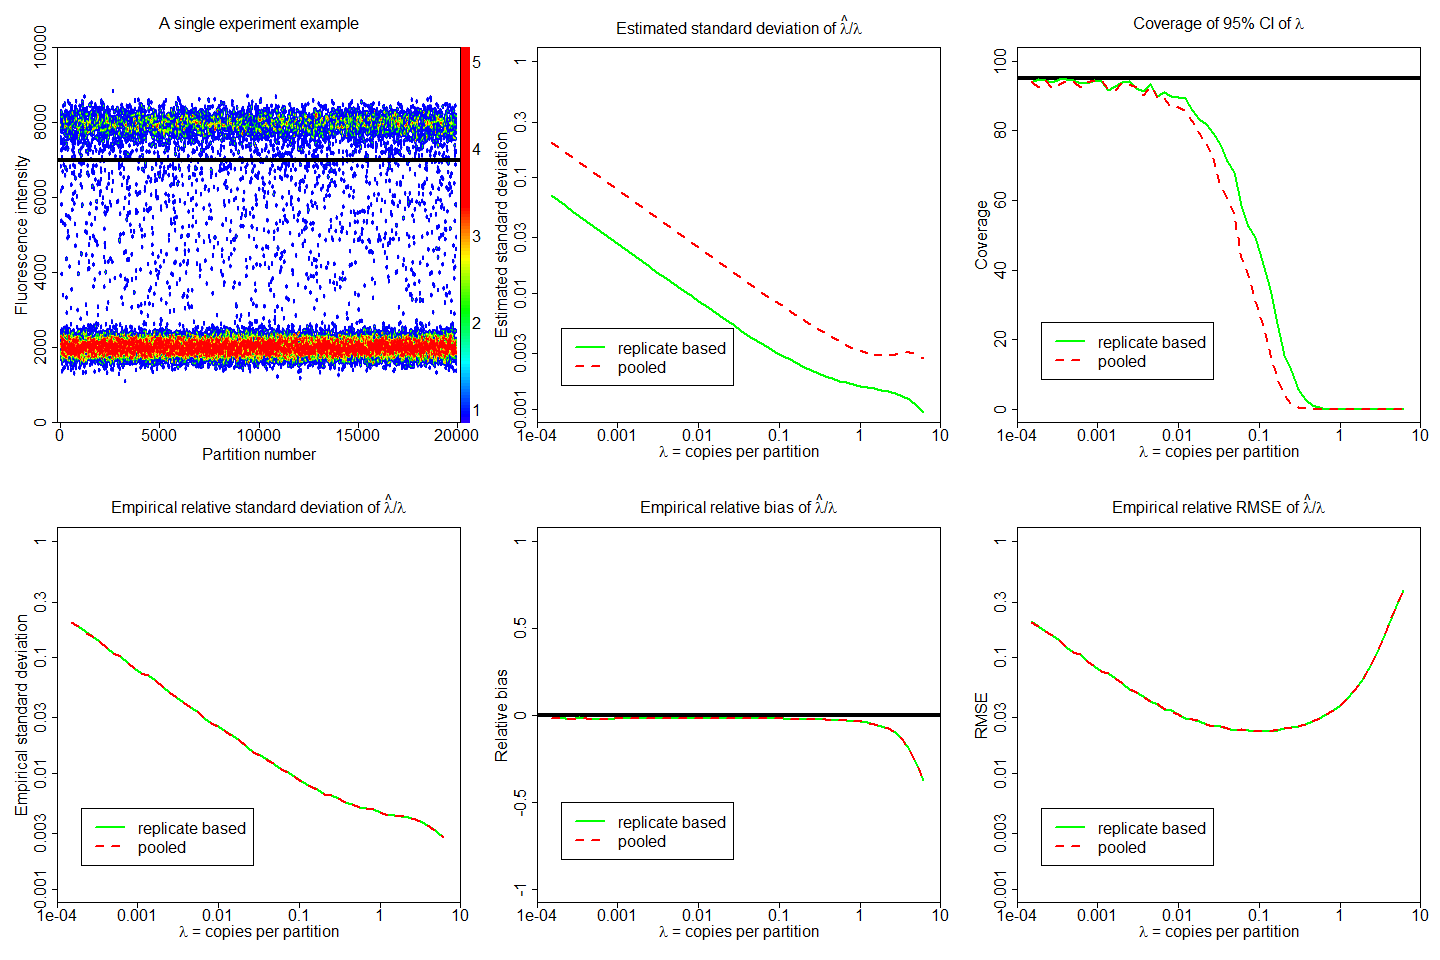 A single experiment example
Fluorescence intensity
0
2000
4000
6000
8000
10000
0
5000
10000
15000
20000
Partition number
1
2
3
4
5
Estimated standard deviation of λ̂/λ
Estimated standard deviation
0.001
0.003
0.01
0.03
0.1
0.3
1
replicate based
pooled
1e-04
0.001
0.01
0.1
1
10
λ = copies per partition
Coverage of 95% CI of λ
Coverage
0
20
40
60
80
100
replicate based
pooled
1e-04
0.001
0.01
0.1
1
10
λ = copies per partition
Empirical relative standard deviation of λ̂/λ
Empirical standard deviation
0.001
0.003
0.01
0.03
0.1
0.3
1
replicate based
pooled
1e-04
0.001
0.01
0.1
1
10
λ = copies per partition
Empirical relative bias of λ̂/λ
Relative bias
-1
-0.5
0
0.5
1
replicate based
pooled
1e-04
0.001
0.01
0.1
1
10
λ = copies per partition
Empirical relative RMSE of λ̂/λ
RMSE
0.001
0.003
0.01
0.03
0.1
0.3
1
replicate based
pooled
1e-04
0.001
0.01
0.1
1
10
λ = copies per partition